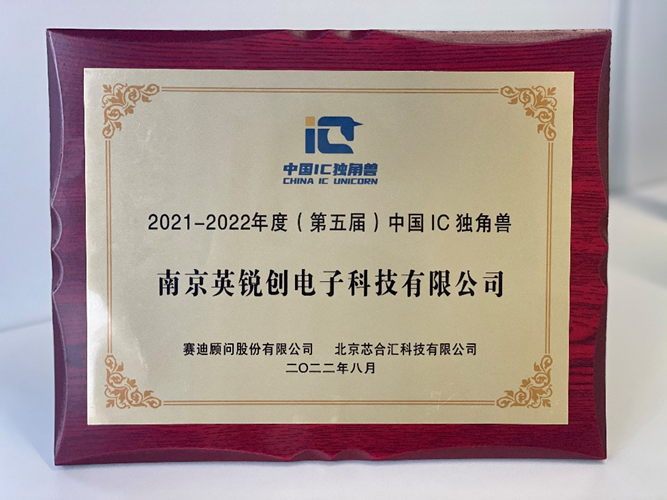 iC
中国IC独角兽
CHINA IC UNICORN
2021-2022年度(第五届)中国IC独角兽
南京英锐创电子科技有限公司
赛迪顾问股份有限公司 北京芯合汇科技有限公司
二〇二二年八月